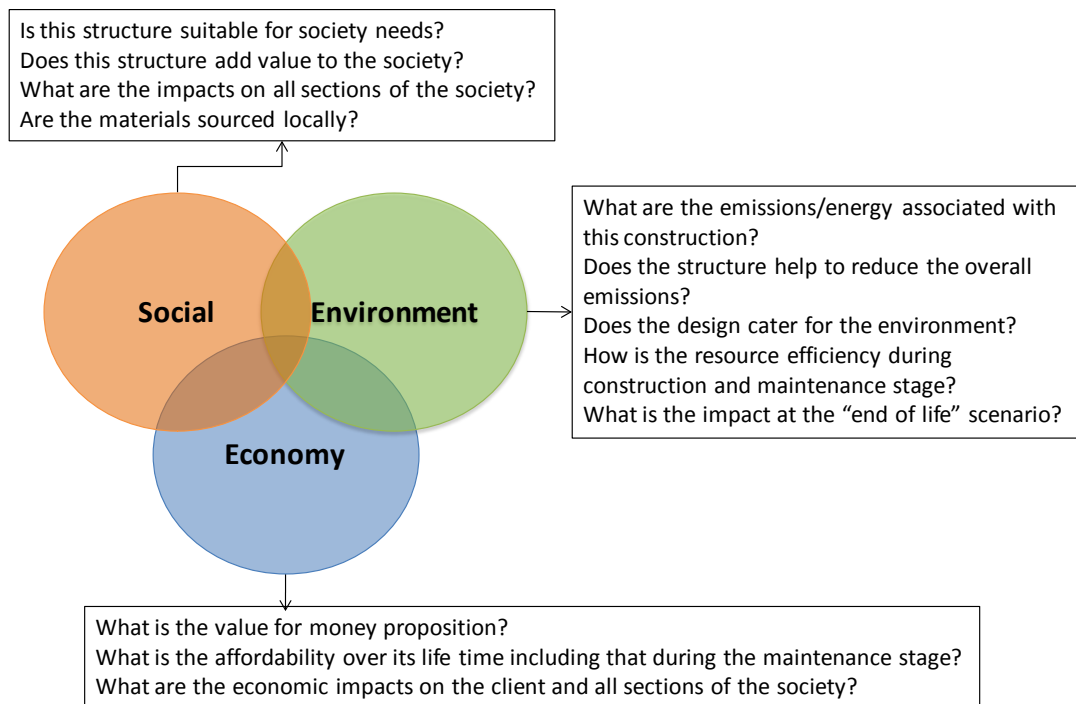 Is this structure suitable for society needs?
Does this structure add value to the society?
What are the impacts on all sections of the society?
Are the materials sourced locally?
Social
Environment
Economy
What are the emissions/energy associated with
this construction?
Does the structure help to reduce the overall
emissions?
Does the design cater for the environment?
How is the resource efficiency during
construction and maintenance stage?
What is the impact at the “end of life” scenario?
What is the value for money proposition?
What is the affordability over its life time including that during the maintenance stage?
What are the economic impacts on the client and all sections of the society?